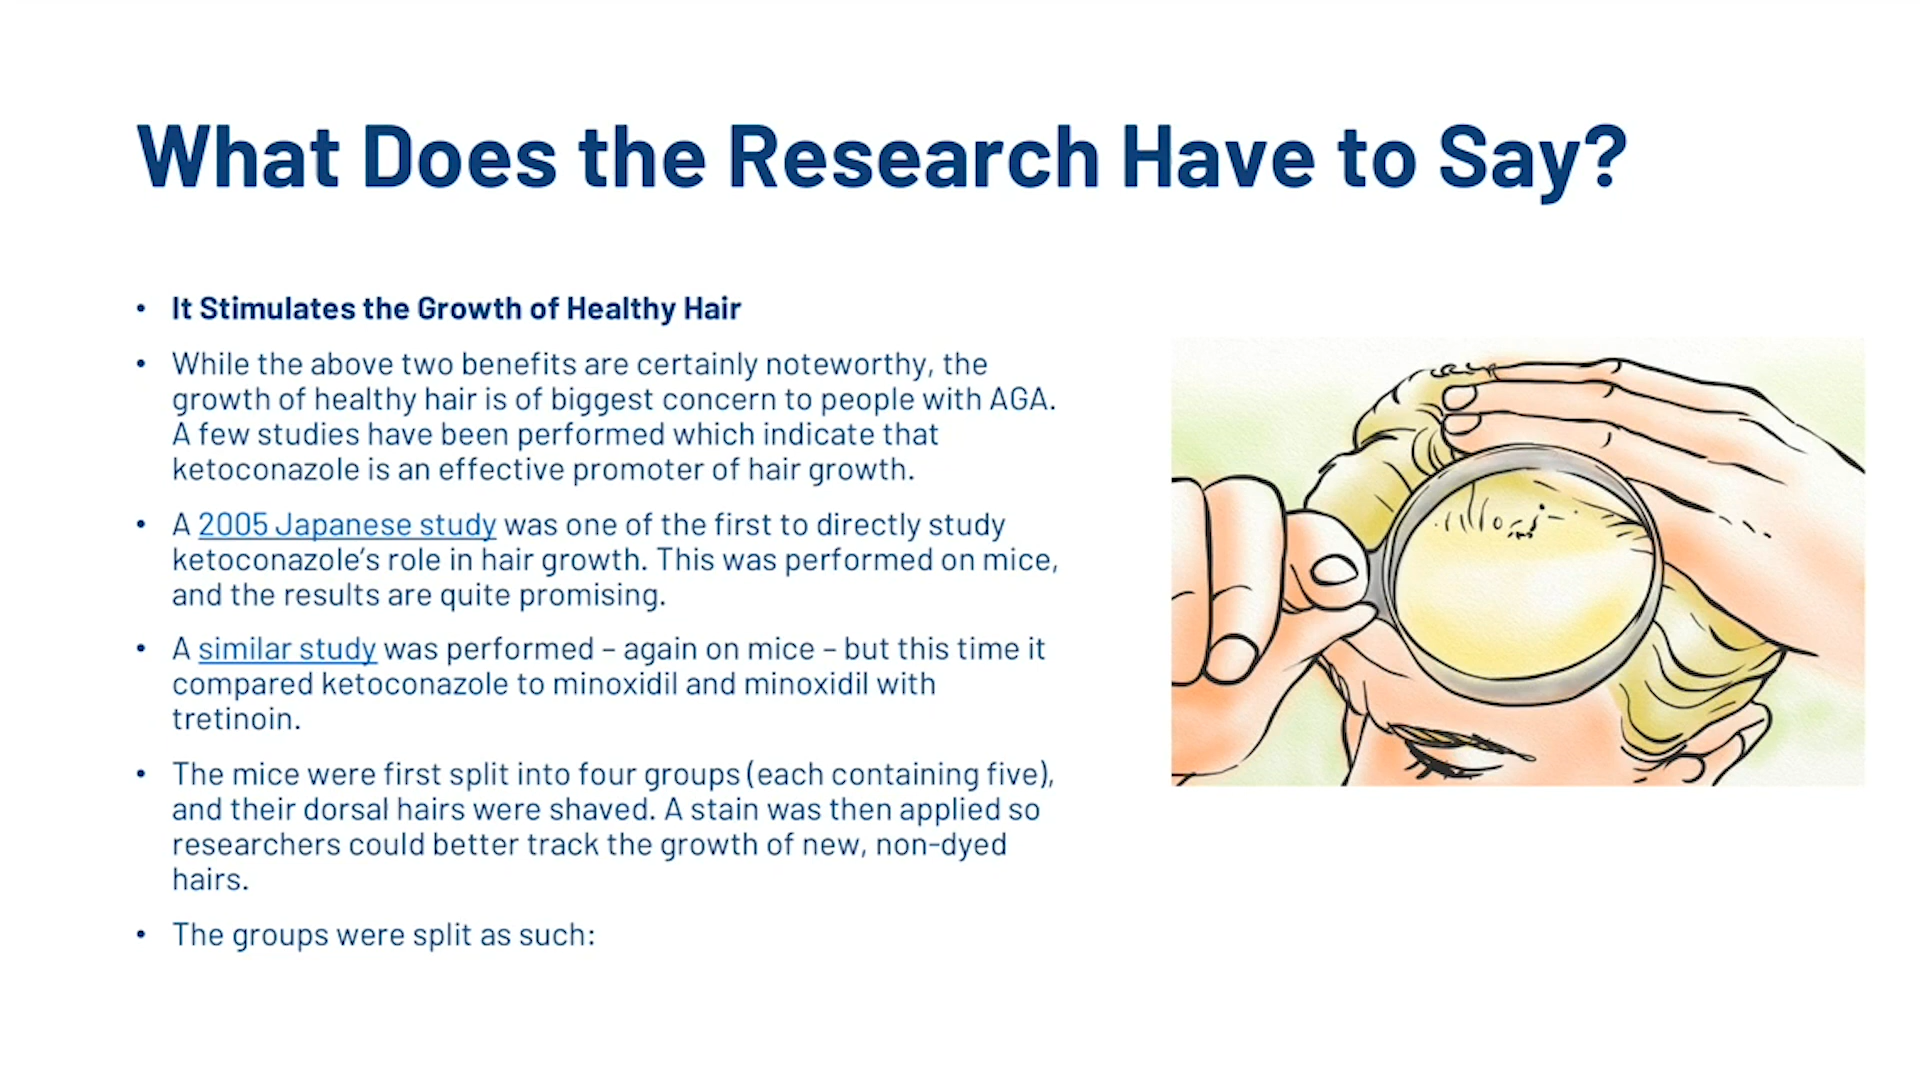 What Does the Research Have to Say?
• It Stimulates the Growth of Healthy Hair
• While the above two benefits are certainly noteworthy, the
growth of healthy hair is of biggest concern to people with AGA.
A few studies have been performed which indicate that
ketoconazole is an effective promoter of hair growth.
• A 2005 Japanese study was one of the first to directly study
ketoconazole’s role in hair growth. This was performed on mice,
and the results are quite promising.
• A similar study was performed – again on mice – but this time it
compared ketoconazole to minoxidil and minoxidil with
tretinoin.
• The mice were first split into four groups (each containing five),
and their dorsal hairs were shaved. A stain was then applied so
researchers could better track the growth of new, non-dyed
hairs.
• The groups were split as such: